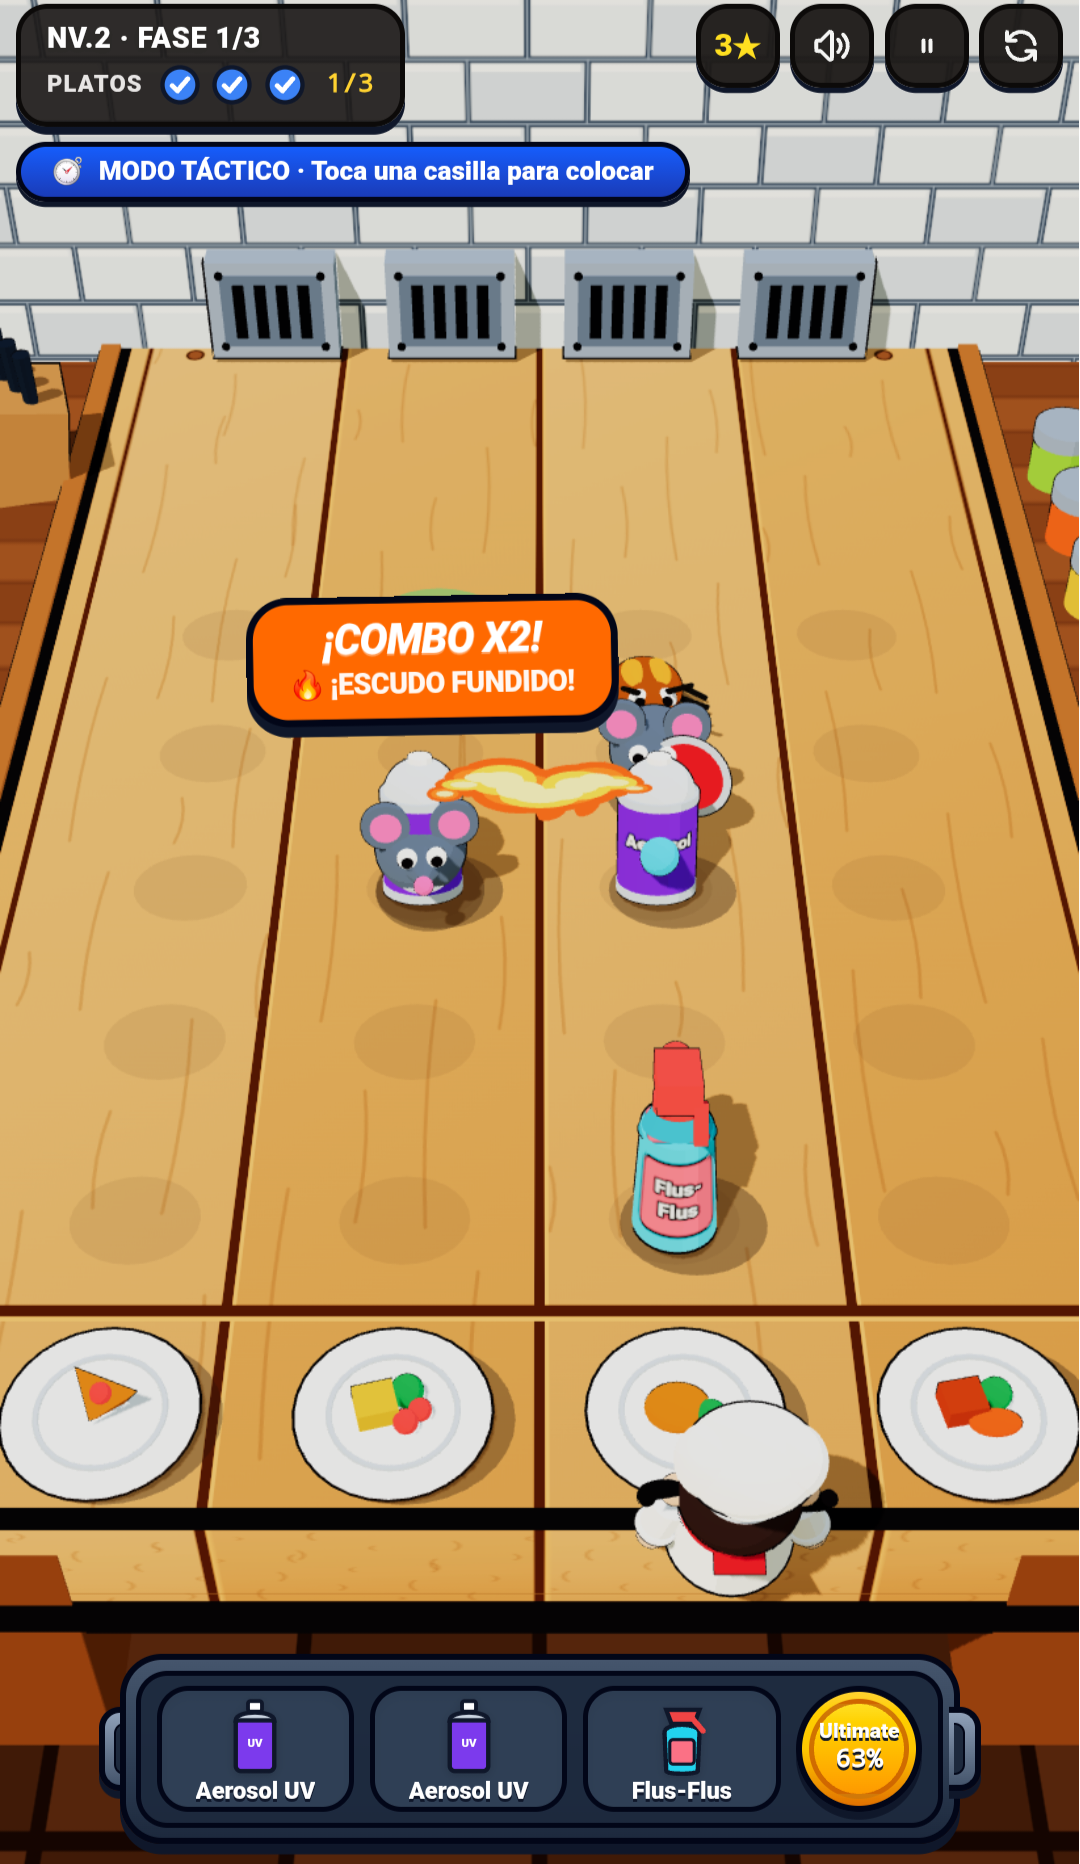 NV.2 · FASE 1/3
PLATOS 1/3
3★
MODO TÁCTICO · Toca una casilla para colocar
¡COMBO X2!
¡ESCUDO FUNDIDO!
Flus-
Flus
UV
Aerosol UV
UV
Aerosol UV
Flus-Flus
Ultimate
63%